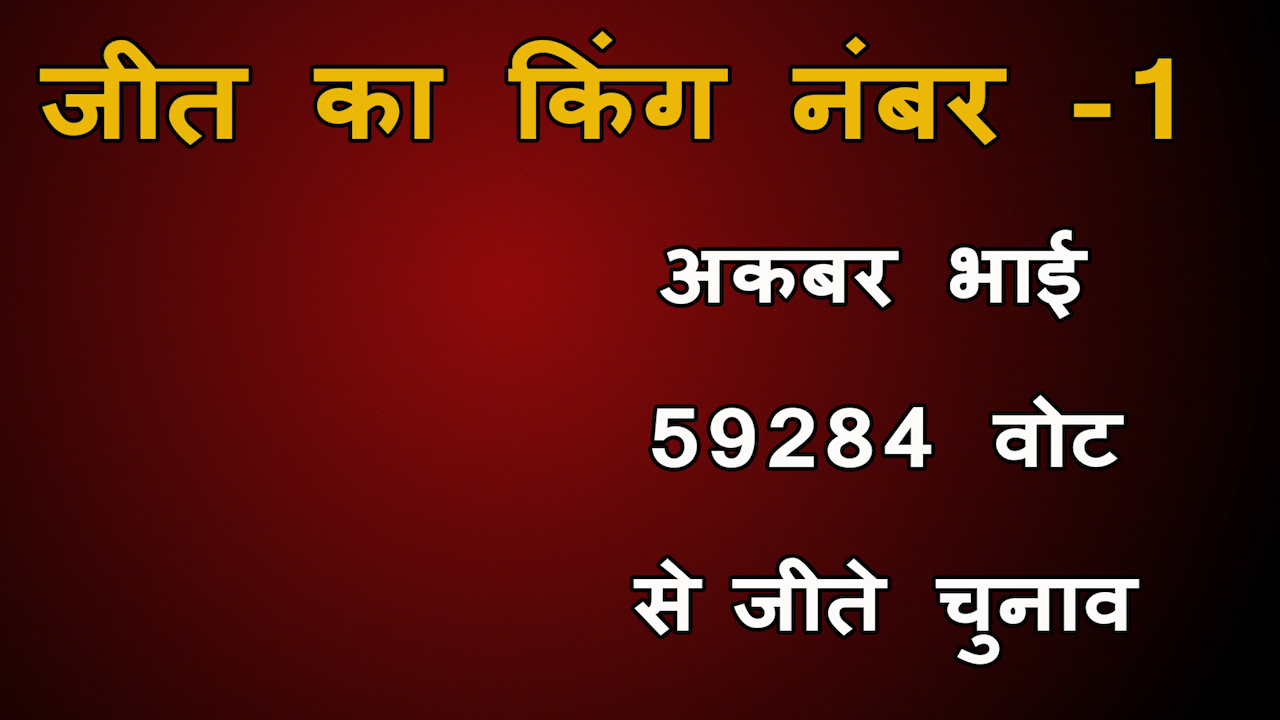 जीत का किंग नंबर -1
अकबर भाई
59284 वोट
से जीते चुनाव